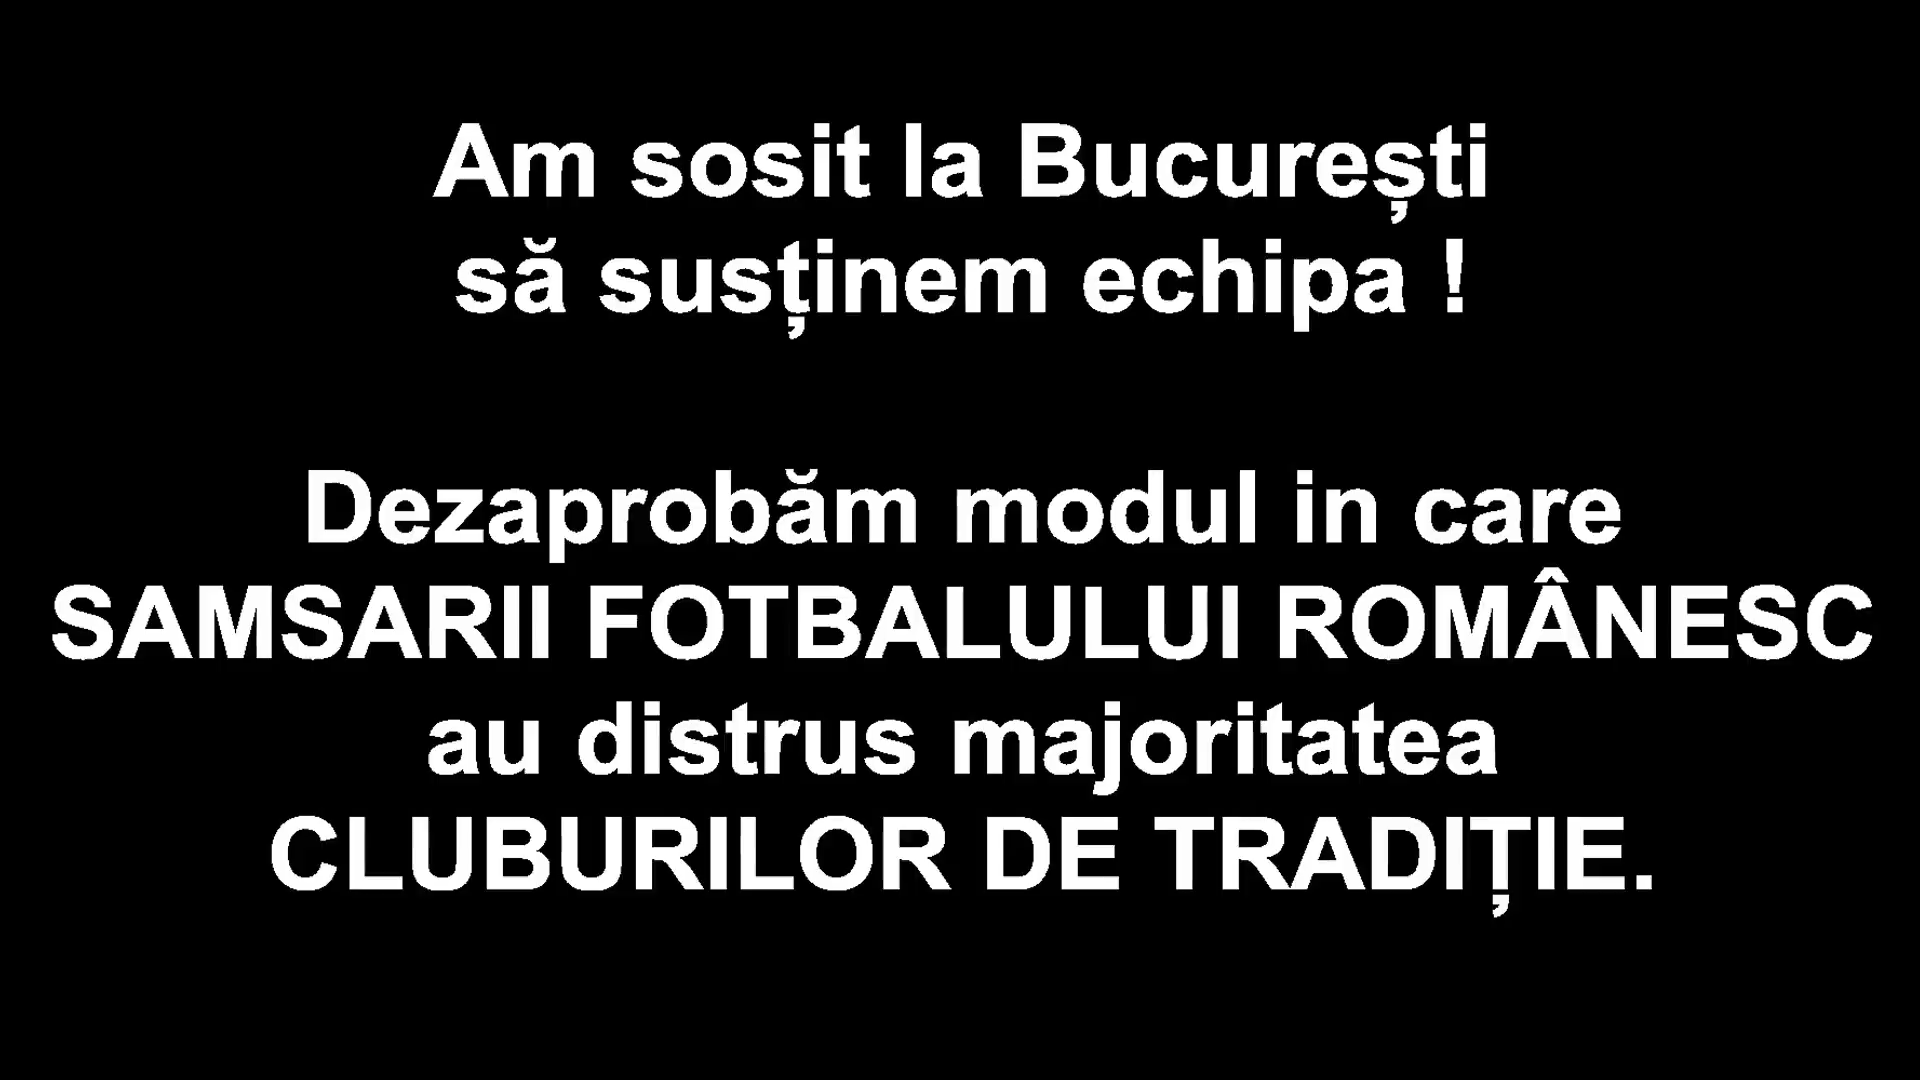 Am sosit la București
să susținem echipa !
Dezaprobăm modul in care
SAMSARII FOTBALULUI ROMÂNESC
au distrus majoritatea
CLUBURILOR DE TRADIȚIE.